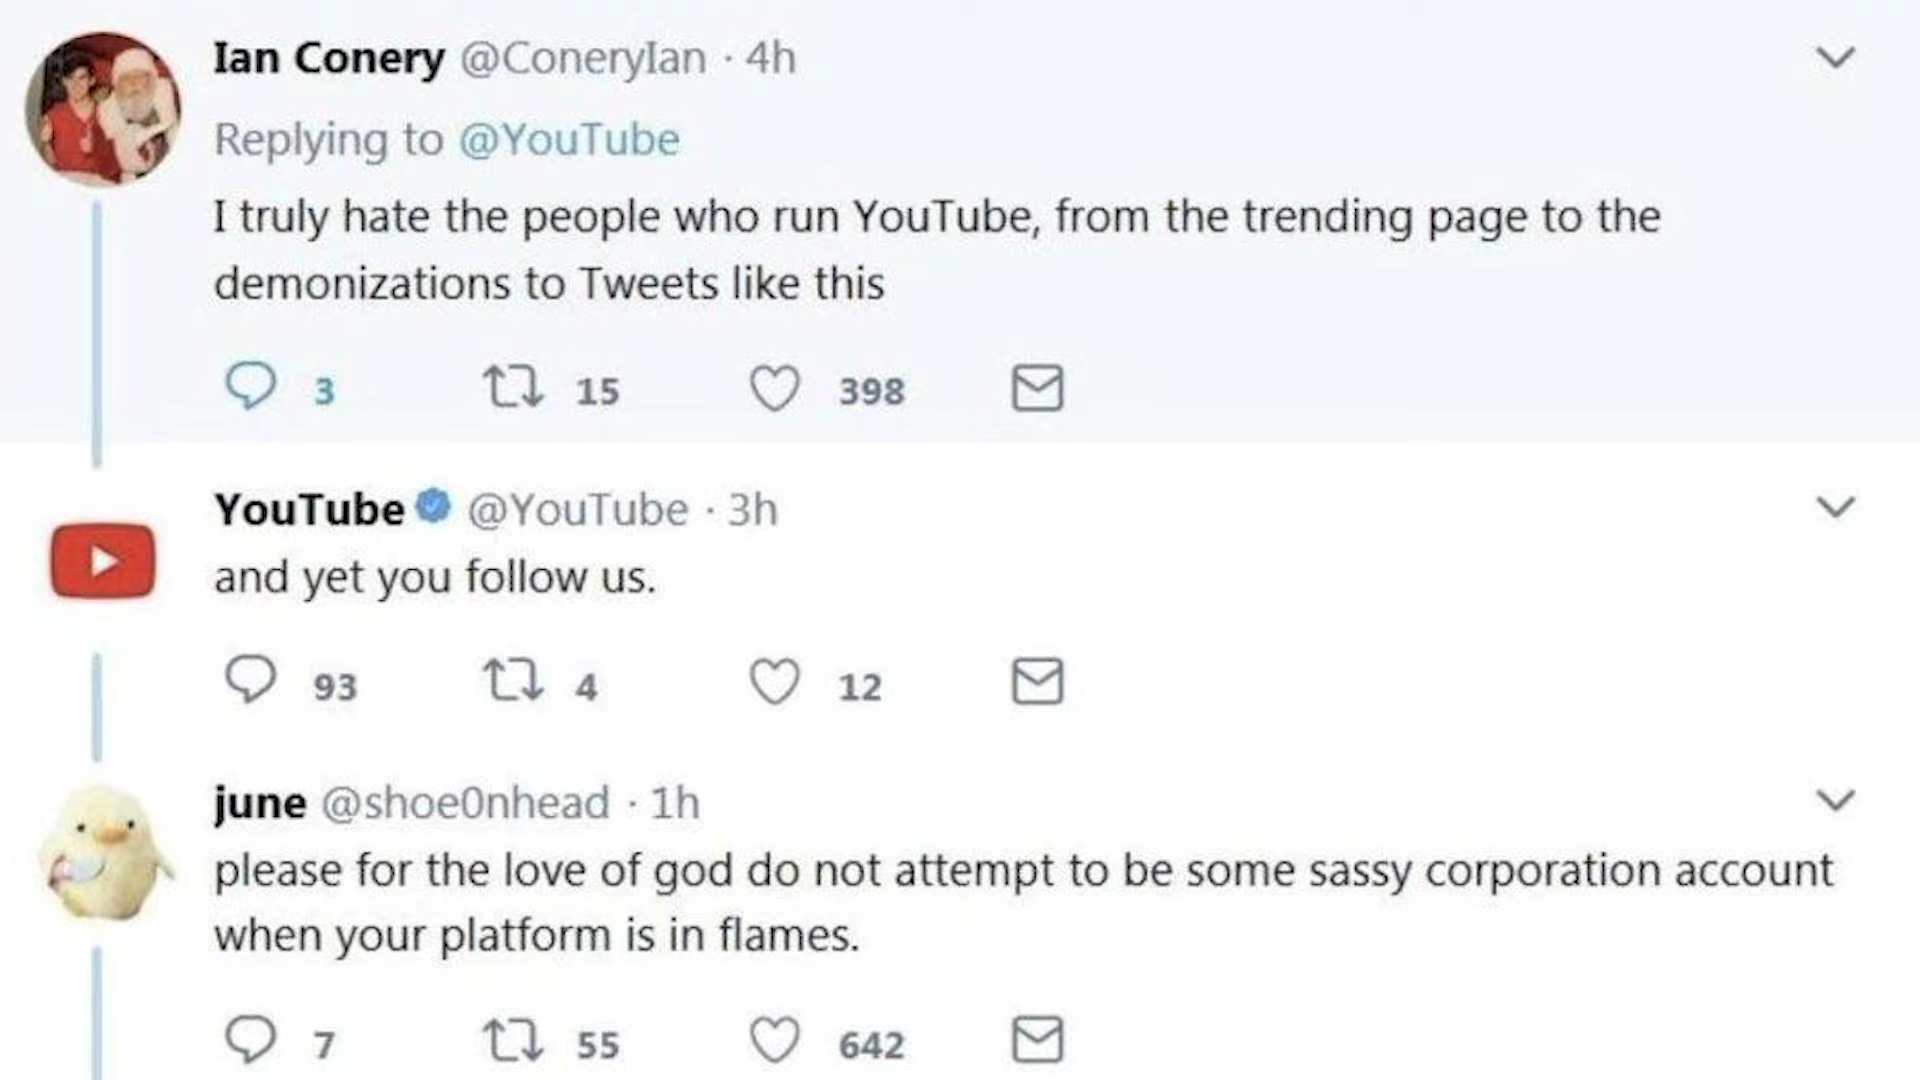 Ian Conery @ConeryIan · 4h
Replying to @YouTube
I truly hate the people who run YouTube, from the trending page to the
demonizations to Tweets like this
3 15 398
YouTube @YouTube · 3h
and yet you follow us.
93 4 12
june @shoe0nhead · 1h
please for the love of god do not attempt to be some sassy corporation account
when your platform is in flames.
7 55 642